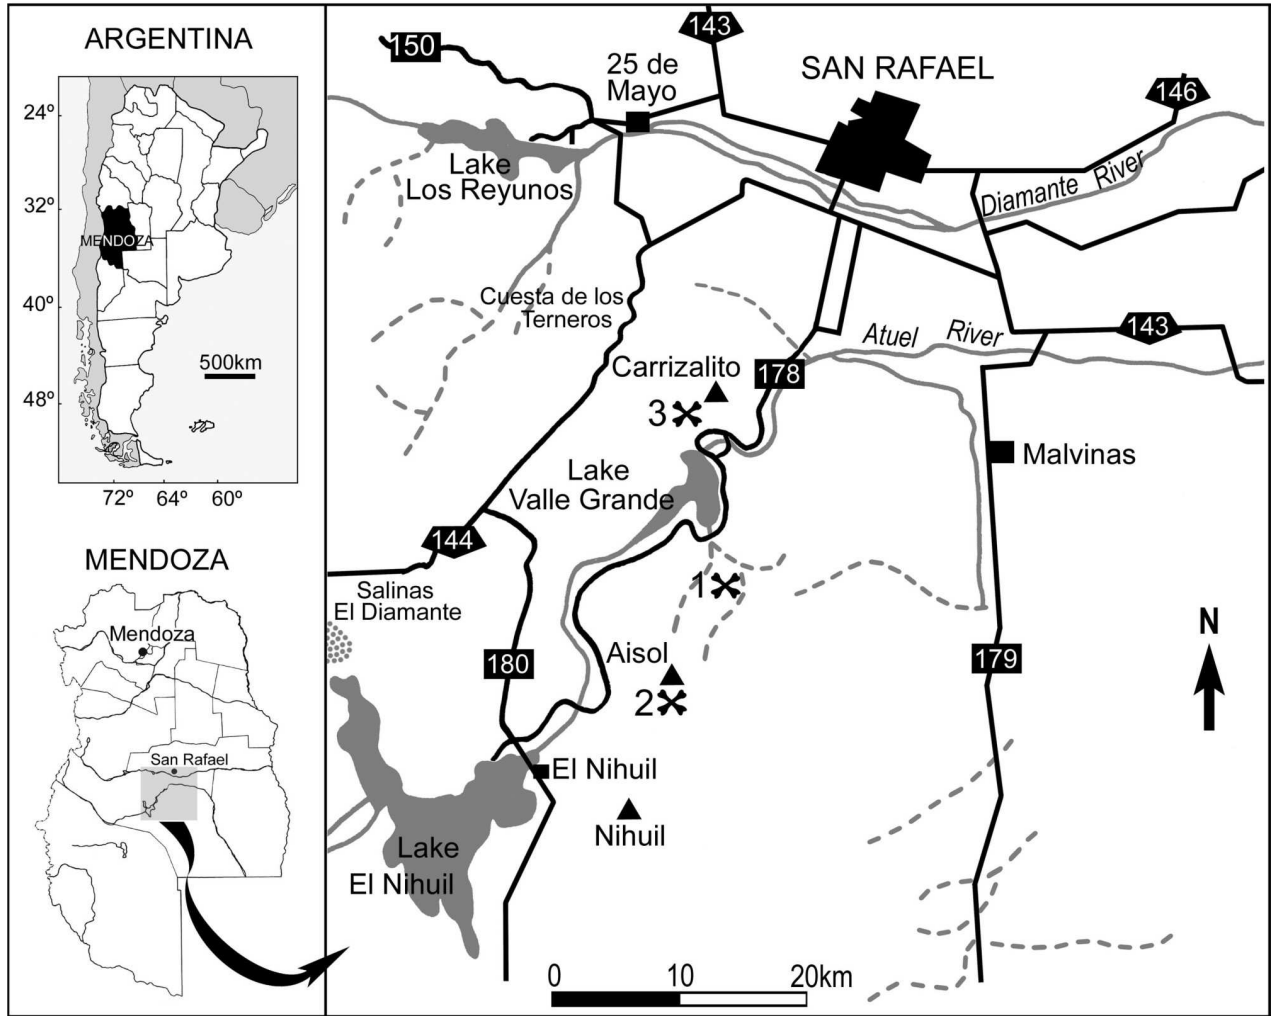 ARGENTINA
24º
32º
MENDOZA
40º
500km
48º
72º 64º 60º
MENDOZA
Mendoza
San Rafael
143
150
25 de
Mayo
SAN RAFAEL
146
Lake
Los Reyunos
Diamante River
Cuesta de los
Terneros
Atuel River
143
Carrizalito
178
3
Lake
Valle Grande
Malvinas
144
Salinas
El Diamante
1
N
180
Aisol
179
2
El Nihuil
Nihuil
Lake
El Nihuil
0 10 20km